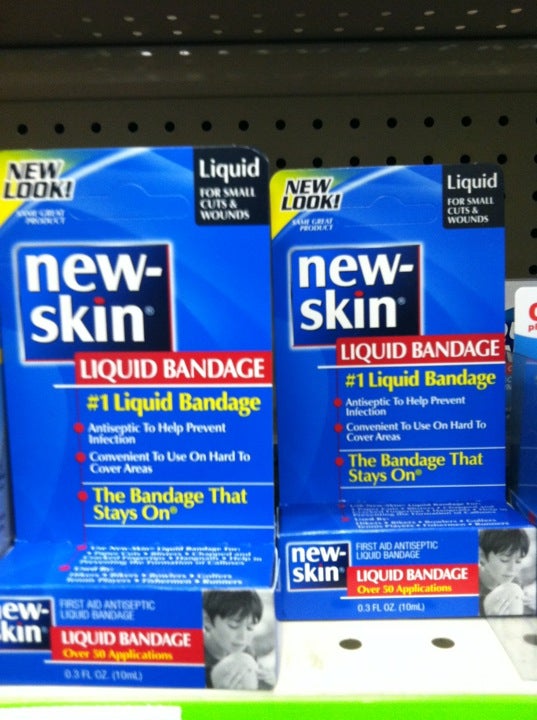 NEW
LOOK!
SAME GREAT
PRODUCT
Liquid
FOR SMALL
CUTS &
WOUNDS
new-
skin®
LIQUID BANDAGE
#1 Liquid Bandage
Antiseptic To Help Prevent
Infection
Convenient To Use On Hard To
Cover Areas
The Bandage That
Stays On®
FIRST AID ANTISEPTIC
LIQUID BANDAGE
ew-
kin
LIQUID BANDAGE
Over 50 Applications
0.3 FL OZ. (10mL)
NEW
LOOK!
SAME GREAT
PRODUCT
Liquid
FOR SMALL
CUTS &
WOUNDS
new-
skin®
LIQUID BANDAGE
#1 Liquid Bandage
Antiseptic To Help Prevent
Infection
Convenient To Use On Hard To
Cover Areas
The Bandage That
Stays On®
new-
skin
FIRST AID ANTISEPTIC
LIQUID BANDAGE
LIQUID BANDAGE
Over 50 Applications
0.3 FL OZ. (10mL)